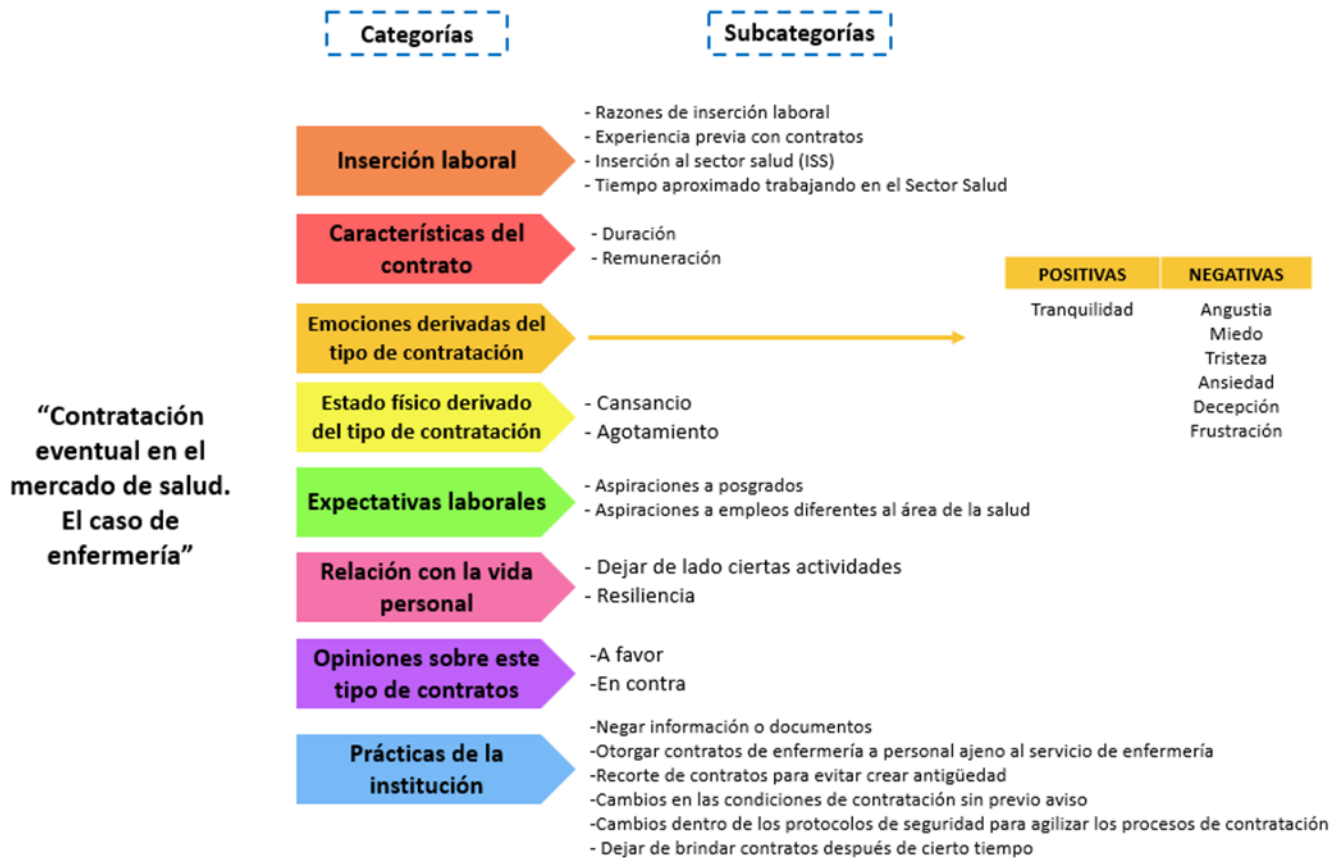 Categorías
Subcategorías
“Contratación
eventual en el
mercado de salud.
El caso de
enfermería”
Inserción laboral
- Razones de inserción laboral
- Experiencia previa con contratos
- Inserción al sector salud (ISS)
- Tiempo aproximado trabajando en el Sector Salud
Características del
contrato
- Duración
- Remuneración
Emociones derivadas del
tipo de contratación
POSITIVAS
NEGATIVAS
Tranquilidad
Angustia
Miedo
Tristeza
Ansiedad
Decepción
Frustración
Estado físico derivado
del tipo de contratación
- Cansancio
- Agotamiento
Expectativas laborales
- Aspiraciones a posgrados
- Aspiraciones a empleos diferentes al área de la salud
Relación con la vida
personal
- Dejar de lado ciertas actividades
- Resiliencia
Opiniones sobre este
tipo de contratos
-A favor
-En contra
Prácticas de la
institución
-Negar información o documentos
-Otorgar contratos de enfermería a personal ajeno al servicio de enfermería
-Recorte de contratos para evitar crear antigüedad
-Cambios en las condiciones de contratación sin previo aviso
-Cambios dentro de los protocolos de seguridad para agilizar los procesos de contratación
- Dejar de brindar contratos después de cierto tiempo